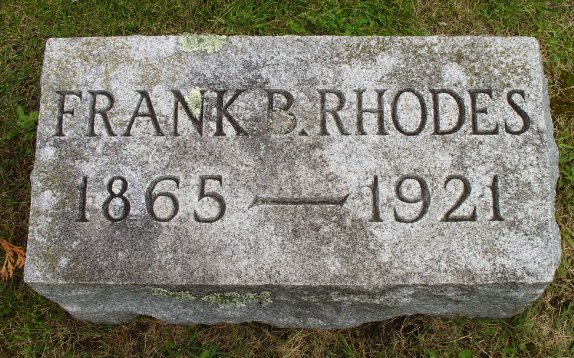 FRANK B. RHODES
1865 — 1921